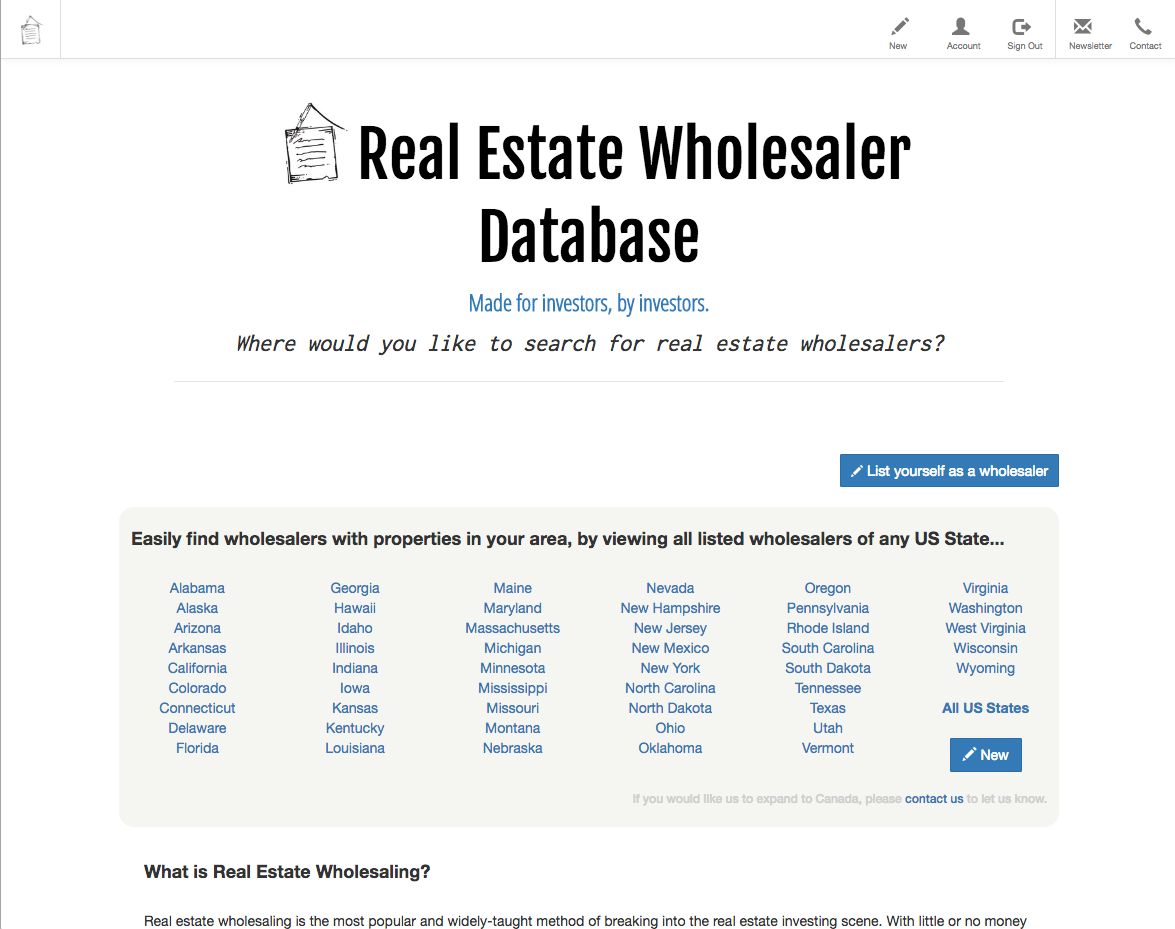 New Account Sign Out Newsletter Contact
Real Estate Wholesaler
Database
Made for investors, by investors.
Where would you like to search for real estate wholesalers?
List yourself as a wholesaler
Easily find wholesalers with properties in your area, by viewing all listed wholesalers of any US State...
Alabama Georgia Maine Nevada Oregon Virginia
Alaska Hawaii Maryland New Hampshire Pennsylvania Washington
Arizona Idaho Massachusetts New Jersey Rhode Island West Virginia
Arkansas Illinois Michigan New Mexico South Carolina Wisconsin
California Indiana Minnesota New York South Dakota Wyoming
Colorado Iowa Mississippi North Carolina Tennessee
Connecticut Kansas Missouri North Dakota Texas All US States
Delaware Kentucky Montana Ohio Utah
Florida Louisiana Nebraska Oklahoma Vermont New
If you would like us to expand to Canada, please contact us to let us know.
What is Real Estate Wholesaling?
Real estate wholesaling is the most popular and widely-taught method of breaking into the real estate investing scene. With little or no money